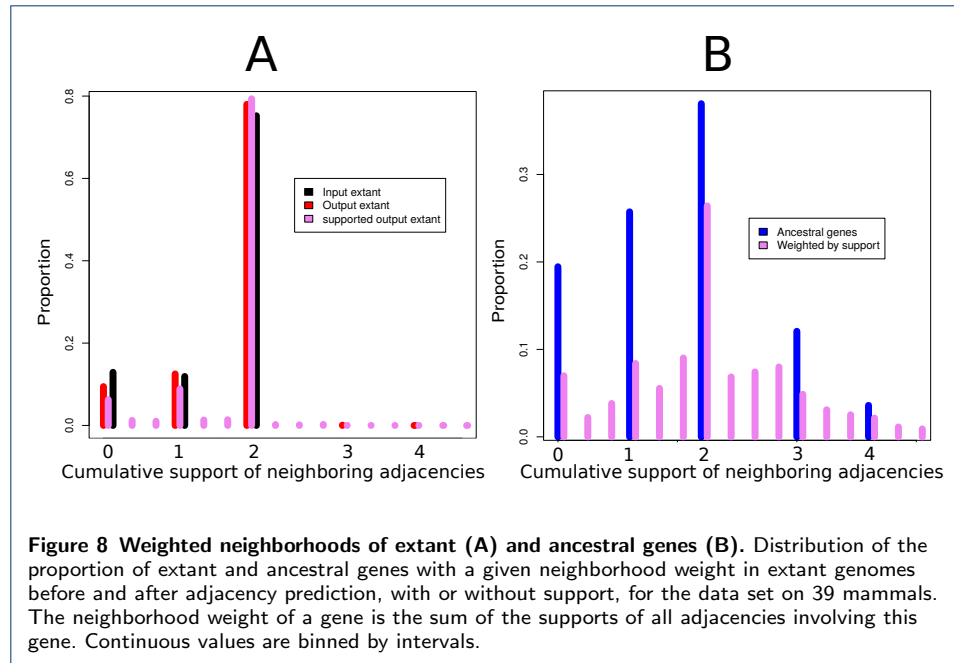 A
B
0.8
0.6
0.4
0.2
0.0
Proportion
Input extant
Output extant
supported output extant
0 1 2 3 4
Cumulative support of neighboring adjacencies
0.3
0.2
0.1
0.0
Proportion
Ancestral genes
Weighted by support
0 1 2 3 4
Cumulative support of neighboring adjacencies
Figure 8 Weighted neighborhoods of extant (A) and ancestral genes (B). Distribution of the
proportion of extant and ancestral genes with a given neighborhood weight in extant genomes
before and after adjacency prediction, with or without support, for the data set on 39 mammals.
The neighborhood weight of a gene is the sum of the supports of all adjacencies involving this
gene. Continuous values are binned by intervals.